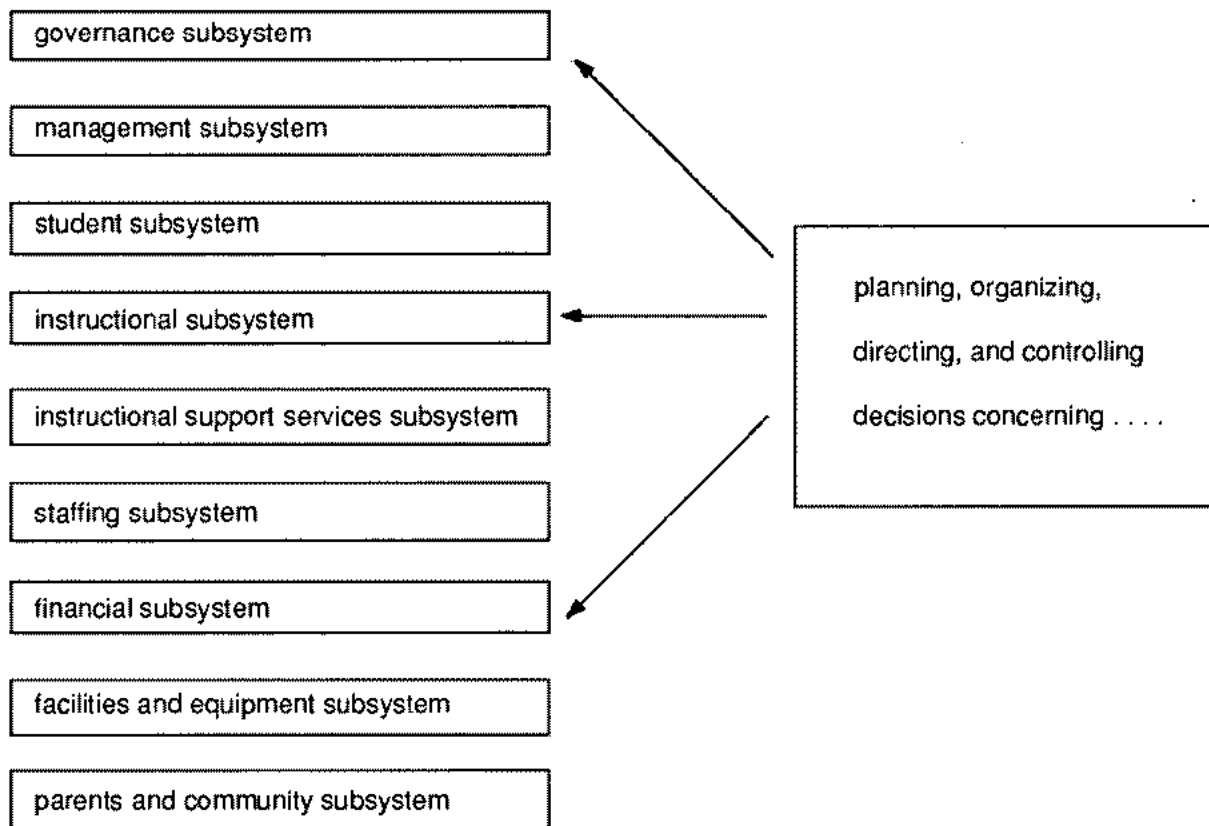 governance subsystem
management subsystem
student subsystem
instructional subsystem
instructional support services subsystem
staffing subsystem
financial subsystem
facilities and equipment subsystem
parents and community subsystem
planning, organizing,
directing, and controlling
decisions concerning . . . .